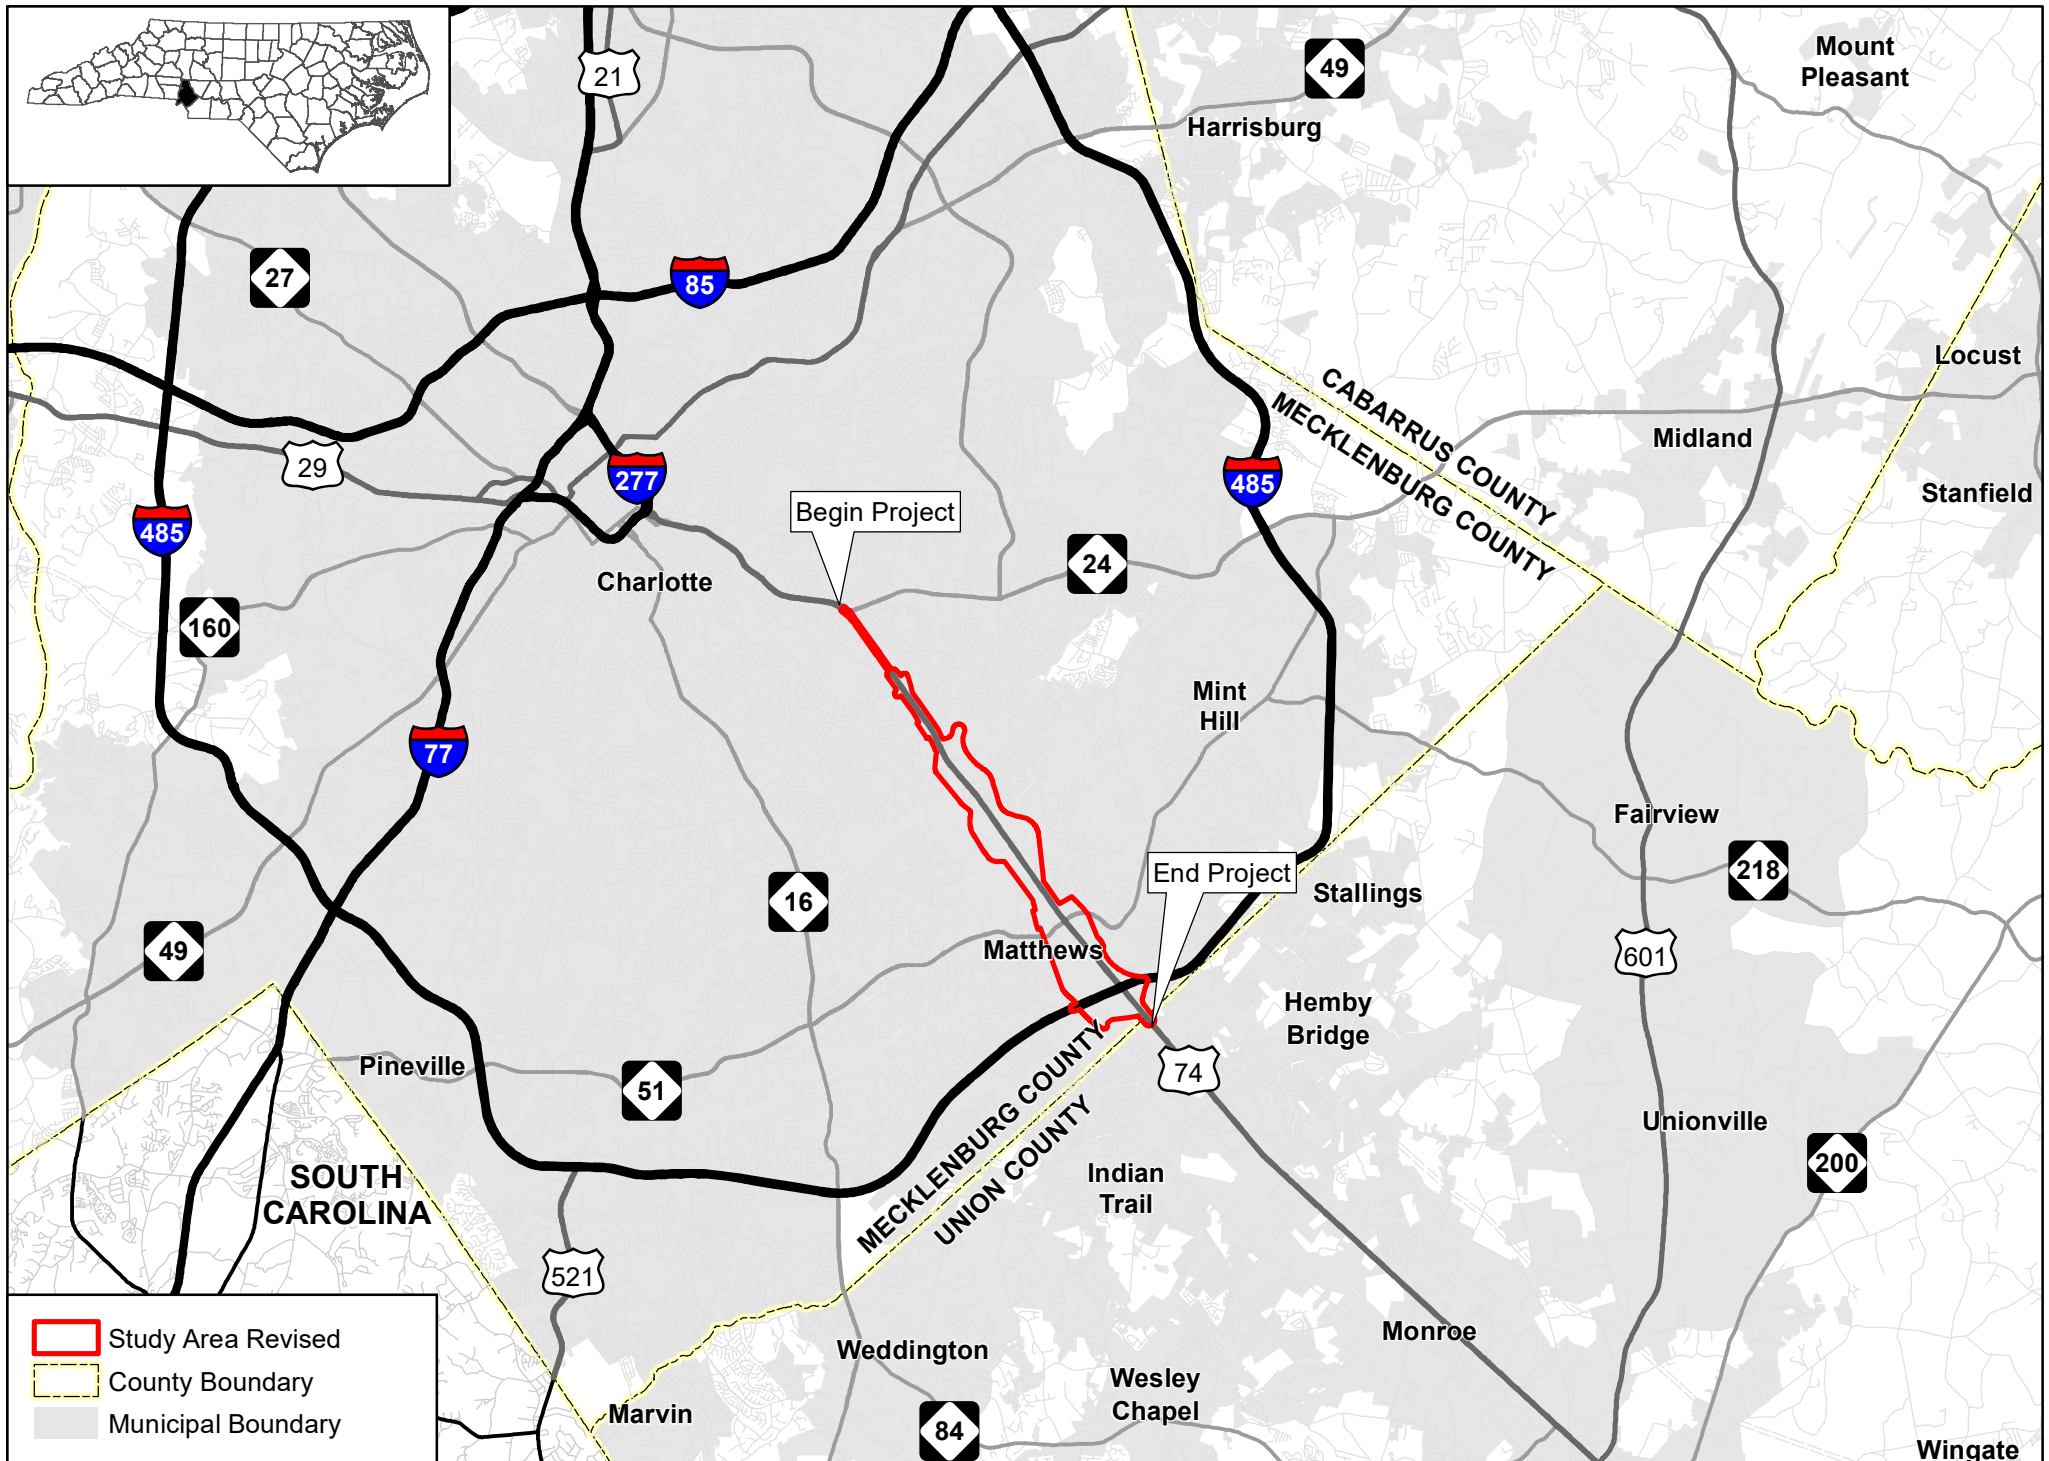 21
49
Mount
Pleasant
Harrisburg
27
85
Locust
CABARRUS COUNTY
MECKLENBURG COUNTY
Midland
29
277
485
Stanfield
485
Begin Project
24
Charlotte
160
Mint
Hill
77
Fairview
218
End Project
Stallings
16
49
Matthews
601
Hemby
Bridge
Pineville
51
74
MECKLENBURG COUNTY
UNION COUNTY
Unionville
200
Indian
Trail
SOUTH
CAROLINA
521
Study Area Revised
County Boundary
Municipal Boundary
Weddington
Monroe
Wesley
Chapel
Marvin
84
Wingate